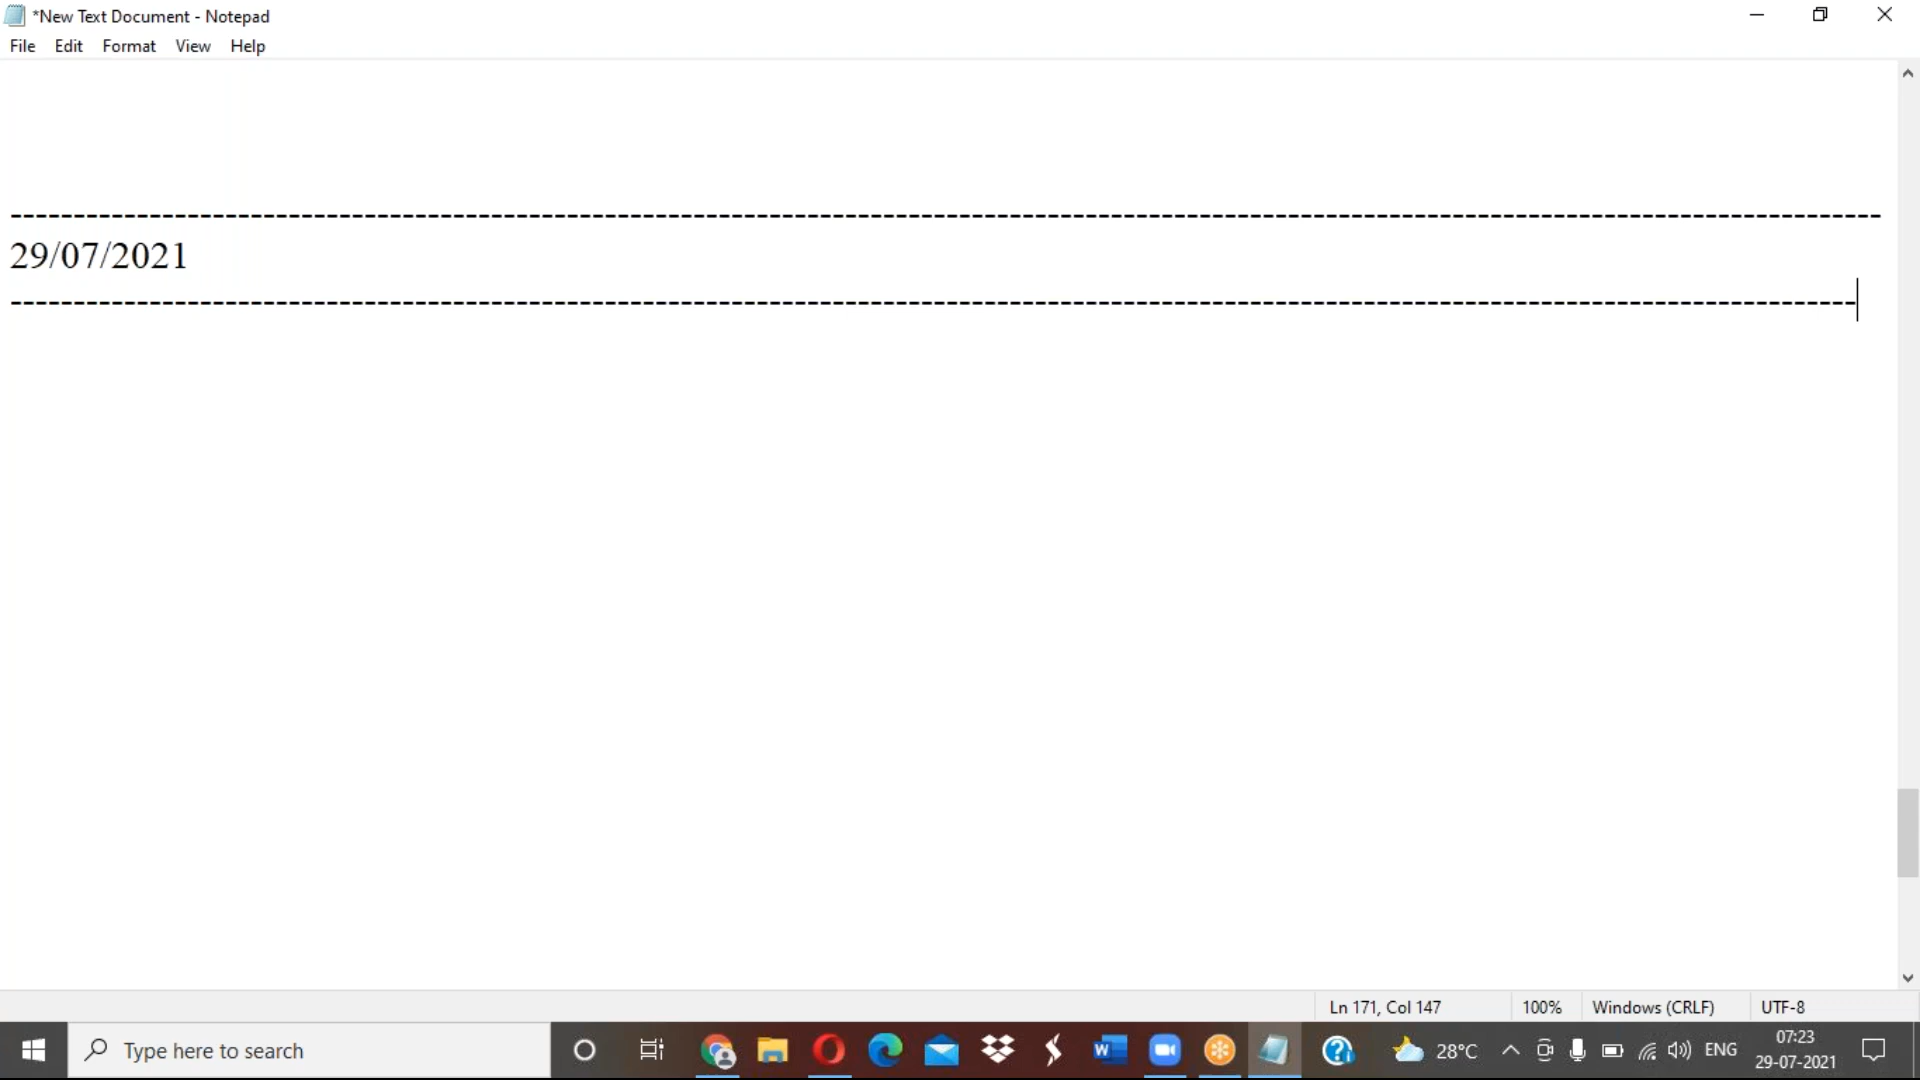 *New Text Document - Notepad
File Edit Format View Help
---------------------------------------------------------------------------------------------------------------------------------------------------
29/07/2021
--------------------------------------------------------------------------------------------------------------------------------------------------
Ln 171, Col 147 100% Windows (CRLF) UTF-8
Type here to search
28°C
ENG
07:23
29-07-2021